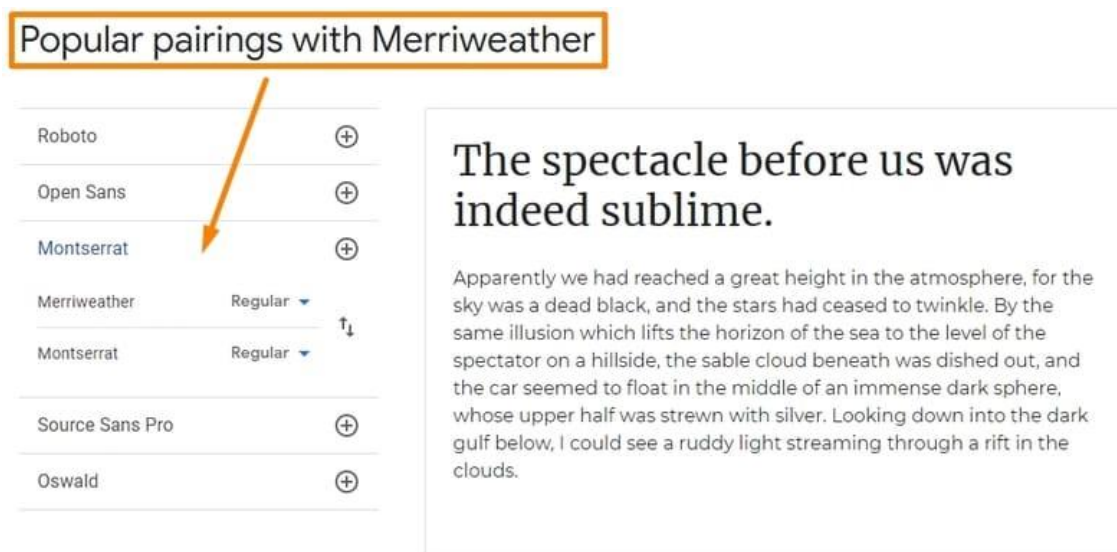 Popular pairings with Merriweather
Roboto
Open Sans
Montserrat
Merriweather Regular
Montserrat Regular
Source Sans Pro
Oswald
The spectacle before us was
indeed sublime.
Apparently we had reached a great height in the atmosphere, for the
sky was a dead black, and the stars had ceased to twinkle. By the
same illusion which lifts the horizon of the sea to the level of the
spectator on a hillside, the sable cloud beneath was dished out, and
the car seemed to float in the middle of an immense dark sphere,
whose upper half was strewn with silver. Looking down into the dark
gulf below, I could see a ruddy light streaming through a rift in the
clouds.